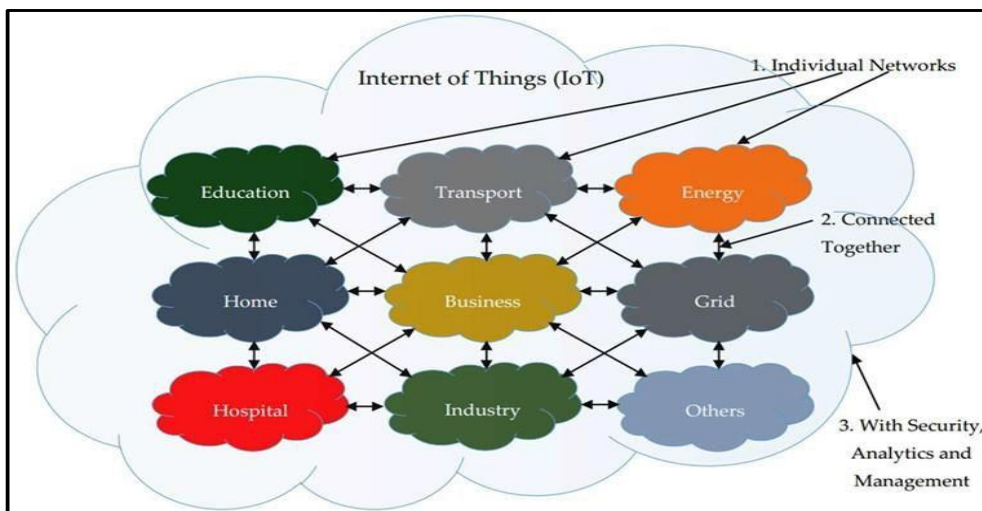 Internet of Things (IoT)
1. Individual Networks
Education
Transport
Energy
2. Connected
Together
Home
Business
Grid
Hospital
Industry
Others
3. With Security,
Analytics and
Management